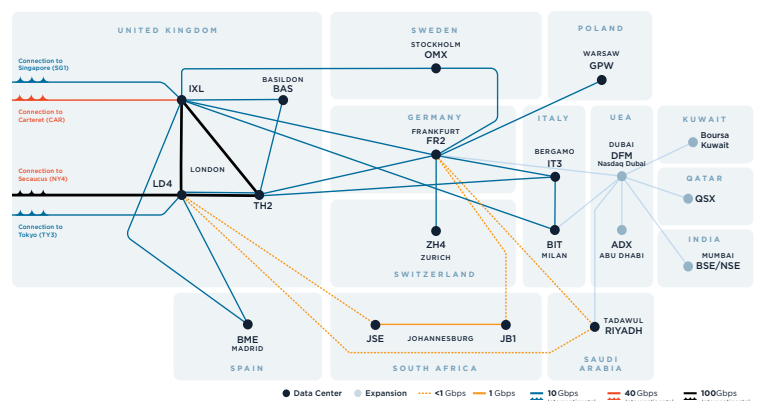 UNITED KINGDOM
SWEDEN
POLAND
STOCKHOLM
OMX
WARSAW
GPW
Connection to
Singapore (SG1)
IXL
BASILDON
BAS
Connection to
Carteret (CAR)
GERMANY
ITALY
UEA
KUWAIT
FRANKFURT
FR2
BERGAMO
IT3
DUBAI
DFM
Nasdaq Dubai
Boursa
Kuwait
Connection to
Secaucus (NY4)
LONDON
LD4
TH2
QATAR
QSX
Connection to
Tokyo (TY3)
ZH4
ZURICH
BIT
MILAN
ADX
ABU DHABI
INDIA
MUMBAI
BSE/NSE
SWITZERLAND
BME
MADRID
JSE
JOHANNESBURG
JB1
TADAWUL
RIYADH
SPAIN
SOUTH AFRICA
SAUDI
ARABIA
Data Center
Expansion
<1 Gbps
1 Gbps
10 Gbps
40 Gbps
100Gbps